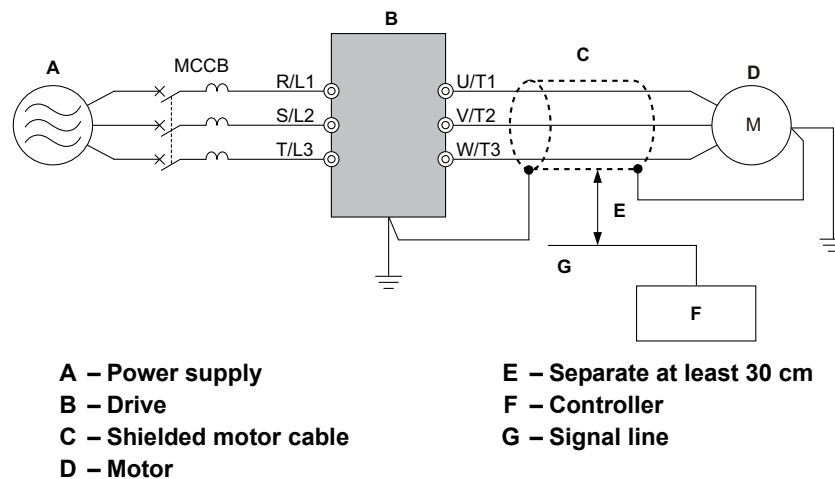 B
A
MCCB
C
D
R/L1
U/T1
S/L2
V/T2
M
T/L3
W/T3
E
G
F
A – Power supply
B – Drive
C – Shielded motor cable
D – Motor
E – Separate at least 30 cm
F – Controller
G – Signal line